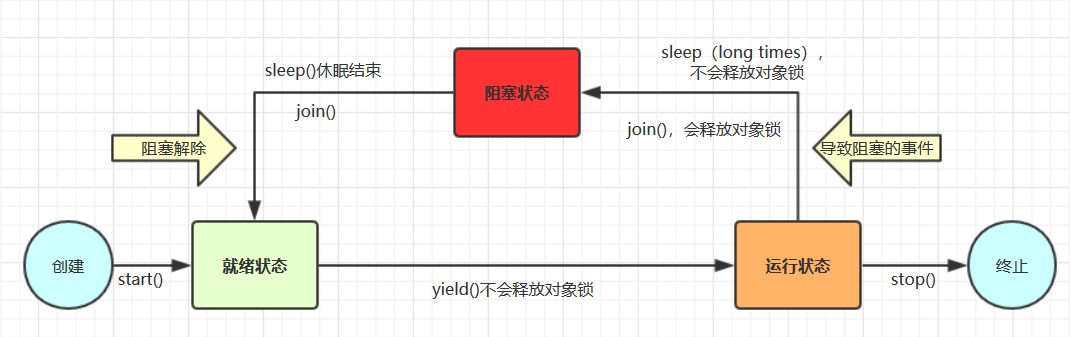 sleep（long times），
不会释放对象锁
sleep()休眠结束
阻塞状态
join()
join()，会释放对象锁
阻塞解除
导致阻塞的事件
创建
start()
就绪状态
yield()不会释放对象锁
运行状态
stop()
终止